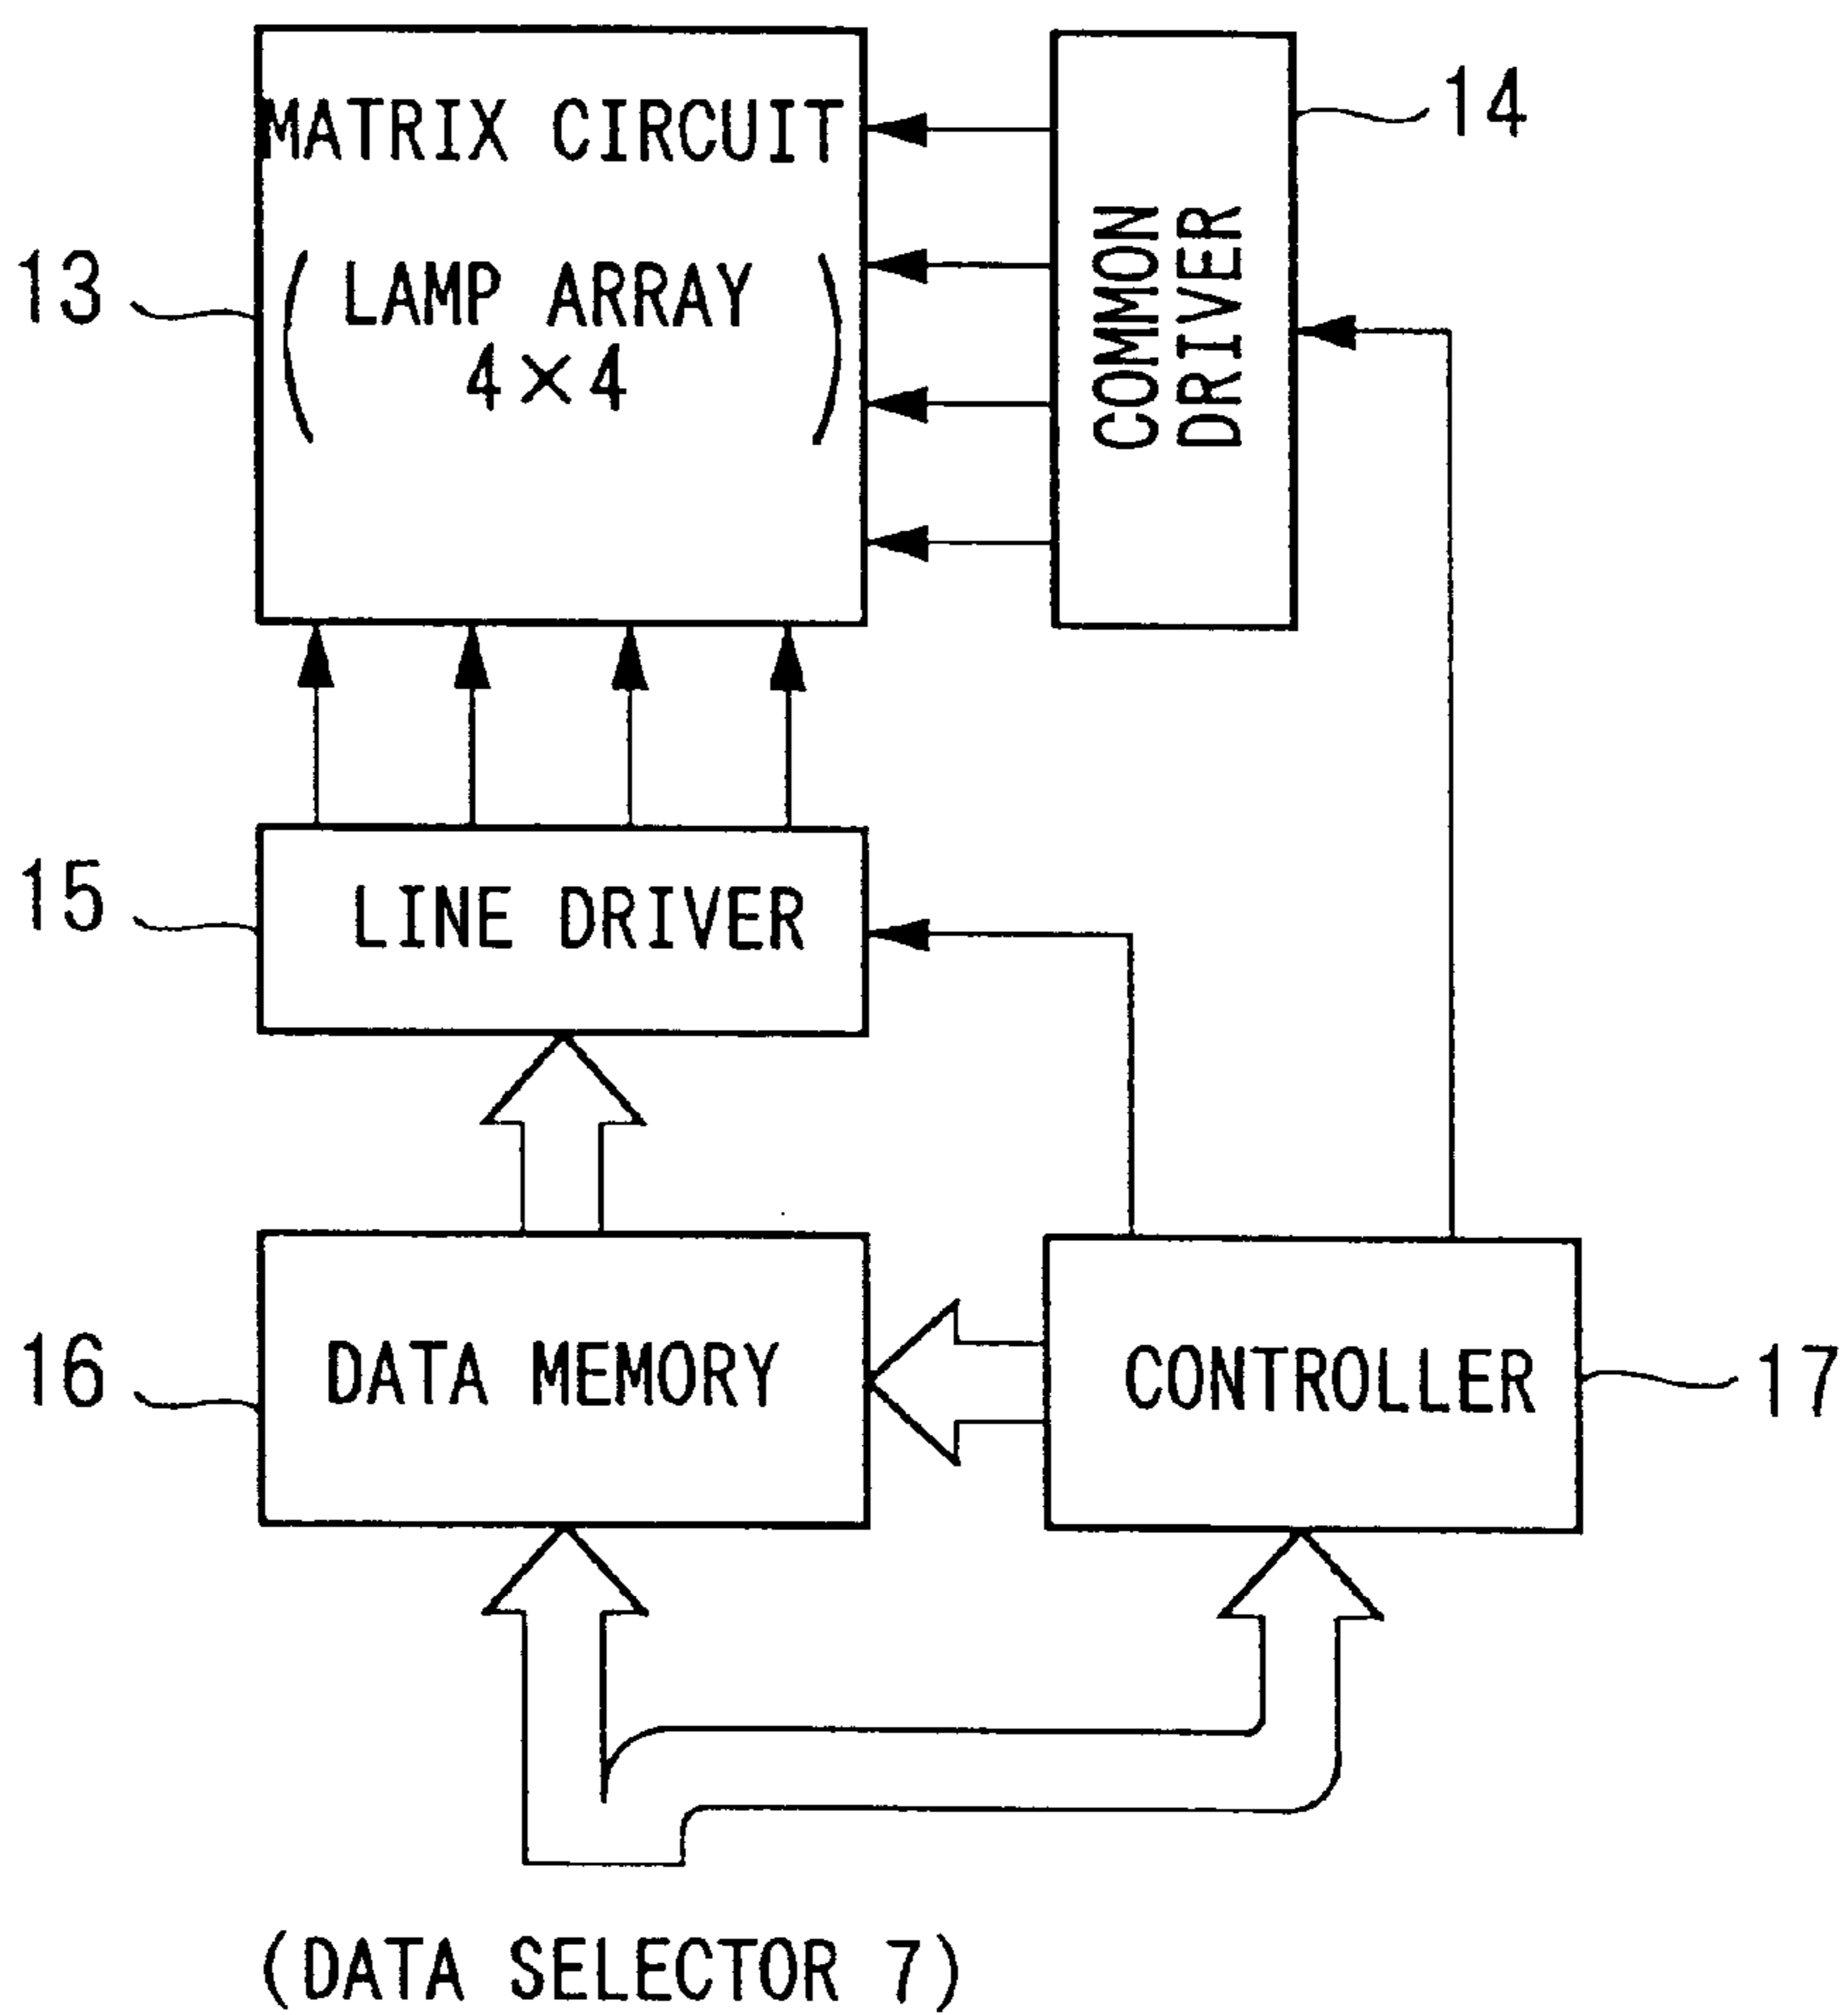 MATRIX CIRCUIT
( LAMP ARRAY
4×4 )
13
14
COMMON
DRIVER
15
LINE DRIVER
16
DATA MEMORY
CONTROLLER
17
(DATA SELECTOR 7)